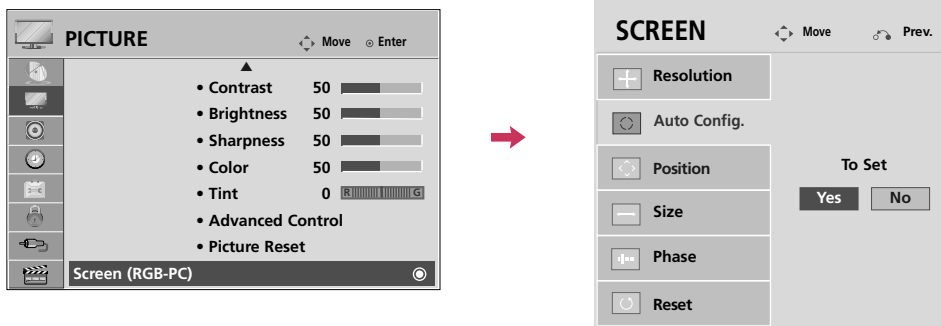 PICTURE Move Enter
• Contrast 50
• Brightness 50
• Sharpness 50
• Color 50
• Tint 0 R G
• Advanced Control
• Picture Reset
Screen (RGB-PC)
SCREEN Move Prev.
Resolution
Auto Config.
Position
Size
Phase
Reset
To Set
Yes No